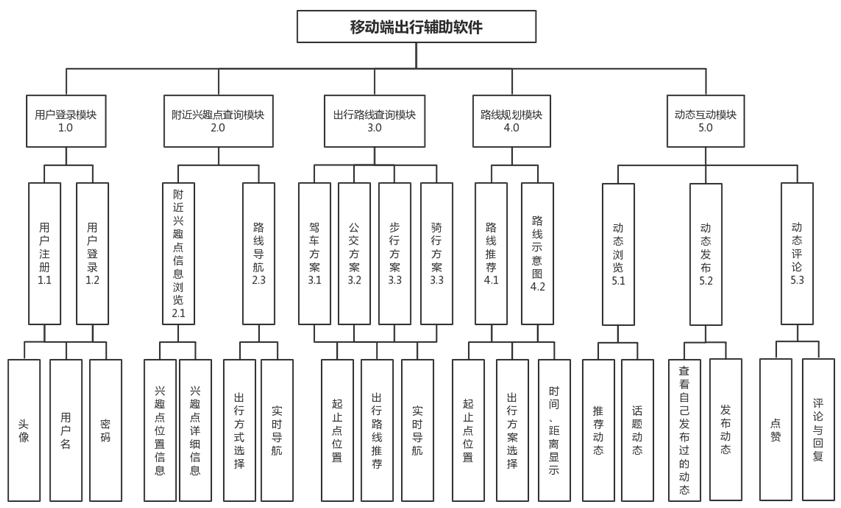 移动端出行辅助软件
用户登录模块
1.0
附近兴趣点查询模块
2.0
出行路线查询模块
3.0
路线规划模块
4.0
动态互动模块
5.0
用户注册
1.1
用户登录
1.2
附近兴趣点信息浏览
2.1
路线导航
2.3
驾车方案
3.1
公交方案
3.2
步行方案
3.3
骑行方案
3.3
路线推荐
4.1
路线示意图
4.2
动态浏览
5.1
动态发布
5.2
动态评论
5.3
头像
用户名
密码
兴趣点位置信息
兴趣点详细信息
出行方式选择
实时导航
起止点位置
出行路线推荐
实时导航
起止点位置
出行方案选择
时间、距离显示
推荐动态
话题动态
查看自己发布过的动态
发布动态
点赞
评论与回复